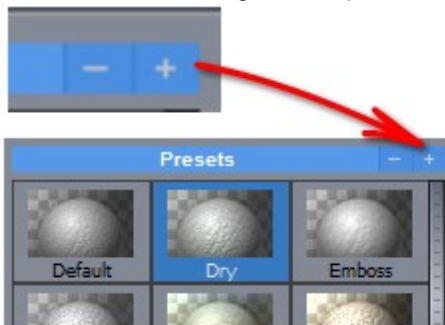 − +
Presets − +
Default Dry Emboss